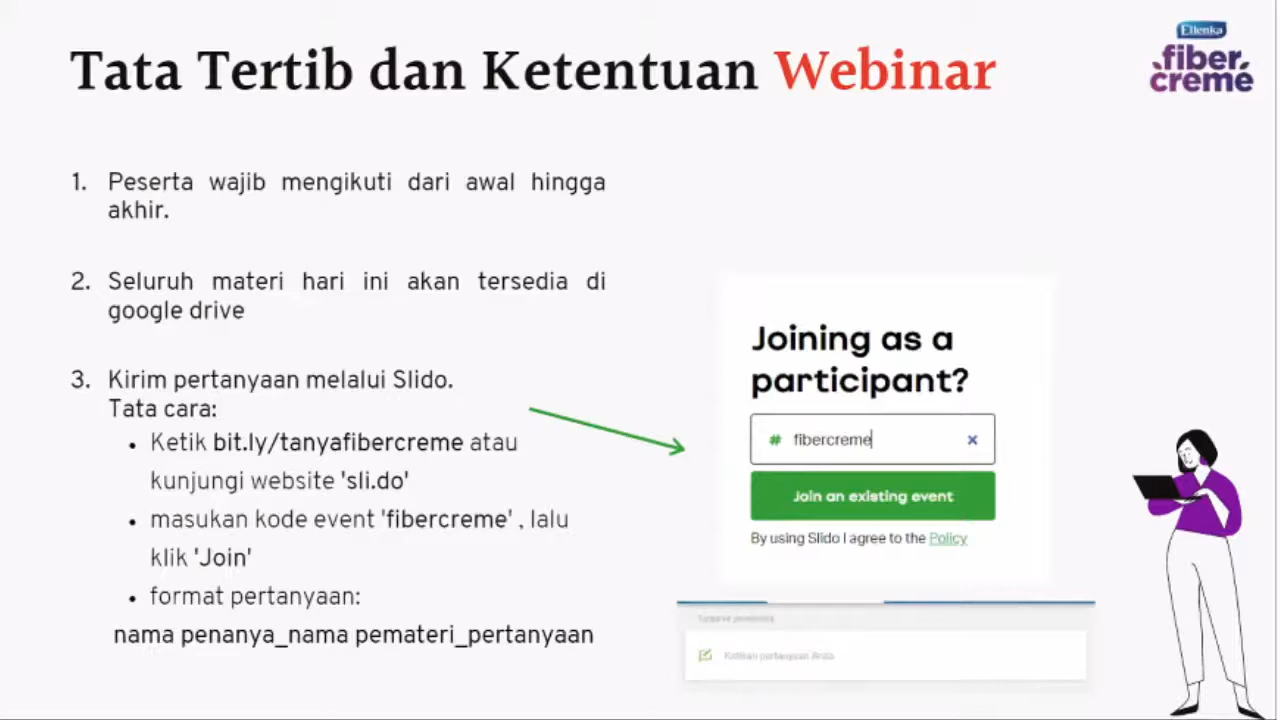 Tata Tertib dan Ketentuan Webinar
Ellenka
fiber
creme
1. Peserta wajib mengikuti dari awal hingga
akhir.
2. Seluruh materi hari ini akan tersedia di
google drive
3. Kirim pertanyaan melalui Slido.
Tata cara:
• Ketik bit.ly/tanyafibercreme atau
kunjungi website 'sli.do'
• masukan kode event 'fibercreme' , lalu
klik 'Join'
• format pertanyaan:
nama penanya_nama pemateri_pertanyaan
Joining as a
participant?
# fibercreme x
Join an existing event
By using Slido I agree to the Policy
Ketikan pertanyaan Anda